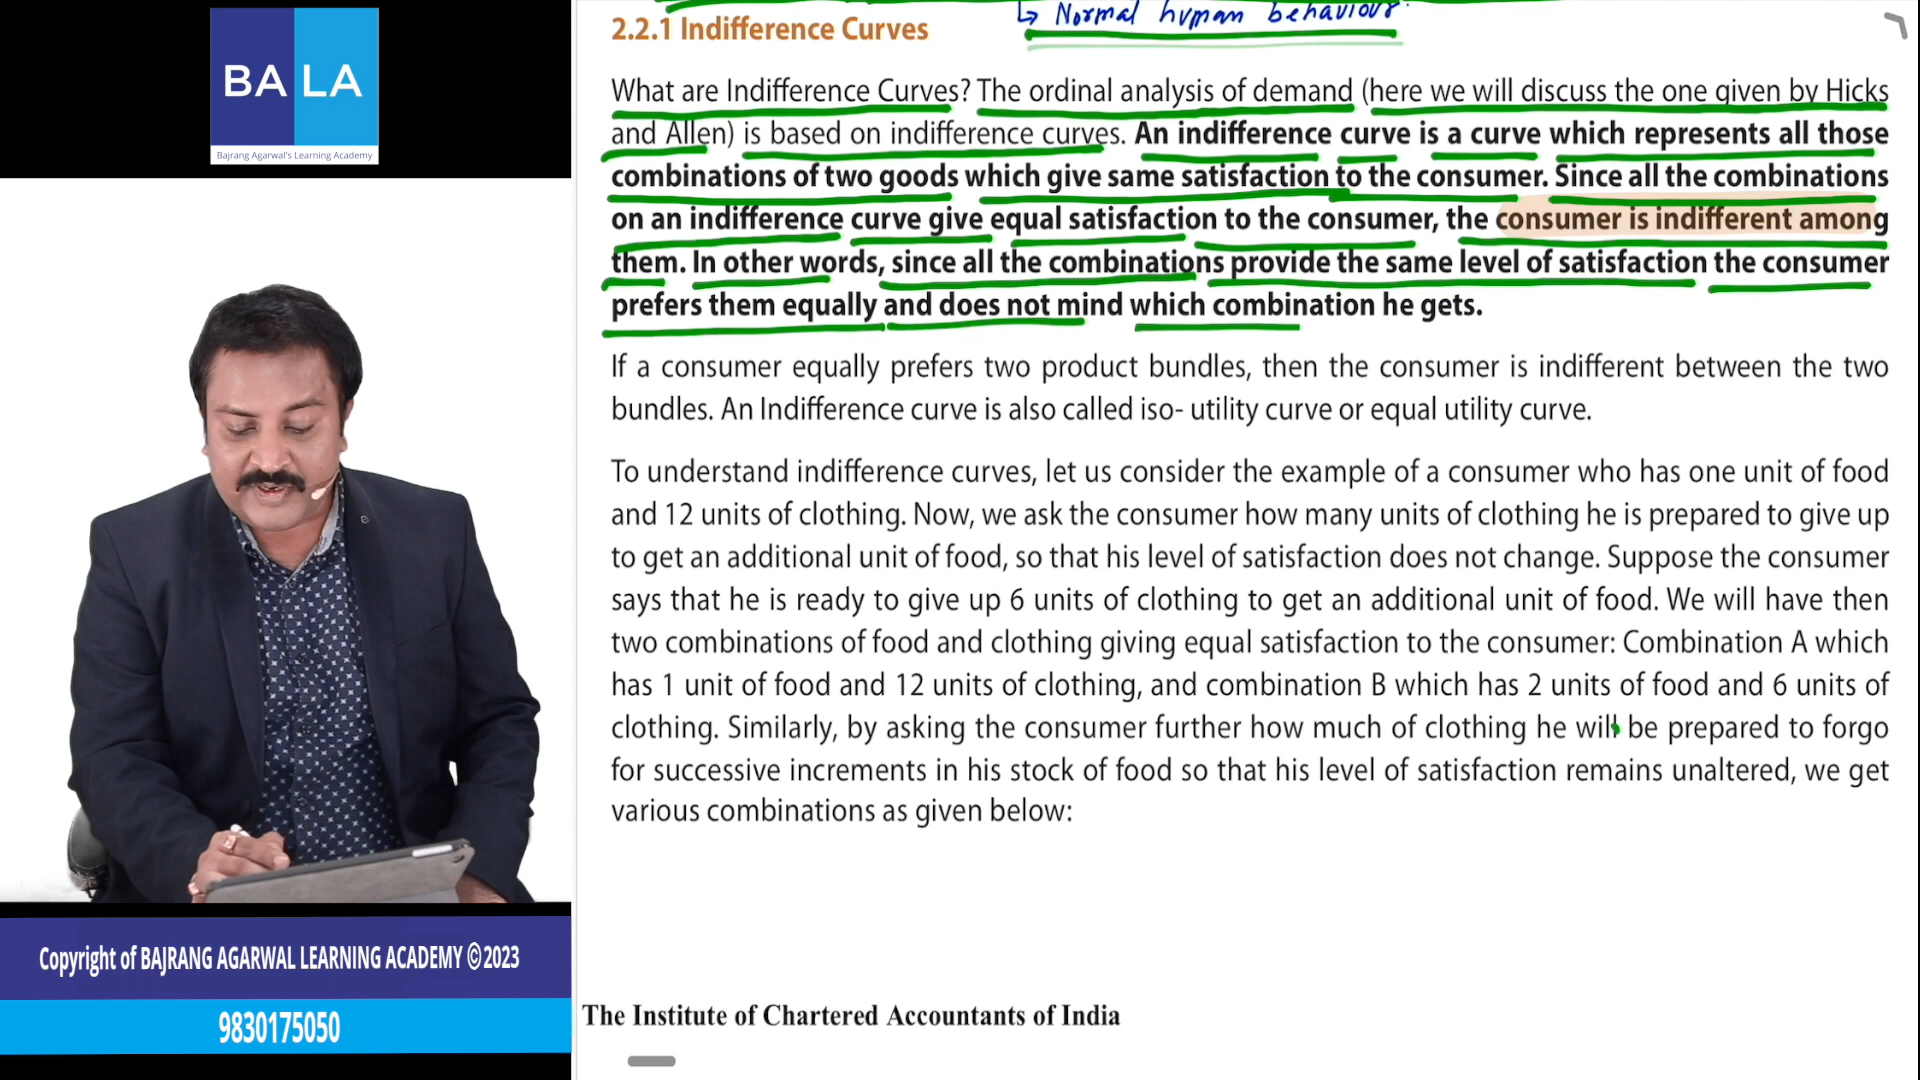 BA LA
Bajrang Agarwal's Learning Academy
↳ Normal human behaviour.
2.2.1 Indifference Curves
What are Indifference Curves? The ordinal analysis of demand (here we will discuss the one given by Hicks
and Allen) is based on indifference curves. An indifference curve is a curve which represents all those
combinations of two goods which give same satisfaction to the consumer. Since all the combinations
on an indifference curve give equal satisfaction to the consumer, the consumer is indifferent among
them. In other words, since all the combinations provide the same level of satisfaction the consumer
prefers them equally and does not mind which combination he gets.
If a consumer equally prefers two product bundles, then the consumer is indifferent between the two
bundles. An Indifference curve is also called iso- utility curve or equal utility curve.
To understand indifference curves, let us consider the example of a consumer who has one unit of food
and 12 units of clothing. Now, we ask the consumer how many units of clothing he is prepared to give up
to get an additional unit of food, so that his level of satisfaction does not change. Suppose the consumer
says that he is ready to give up 6 units of clothing to get an additional unit of food. We will have then
two combinations of food and clothing giving equal satisfaction to the consumer: Combination A which
has 1 unit of food and 12 units of clothing, and combination B which has 2 units of food and 6 units of
clothing. Similarly, by asking the consumer further how much of clothing he will be prepared to forgo
for successive increments in his stock of food so that his level of satisfaction remains unaltered, we get
various combinations as given below:
The Institute of Chartered Accountants of India
Copyright of BAJRANG AGARWAL LEARNING ACADEMY ©2023
9830175050